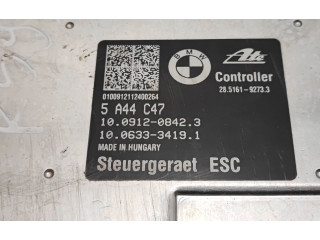 BMW
Ate
Controller
28.5161-9273.3
0100912112400264
5 A44 C47
10.0912-0842.3
10.0633-3419.1
MADE IN HUNGARY
Steuergeraet ESC